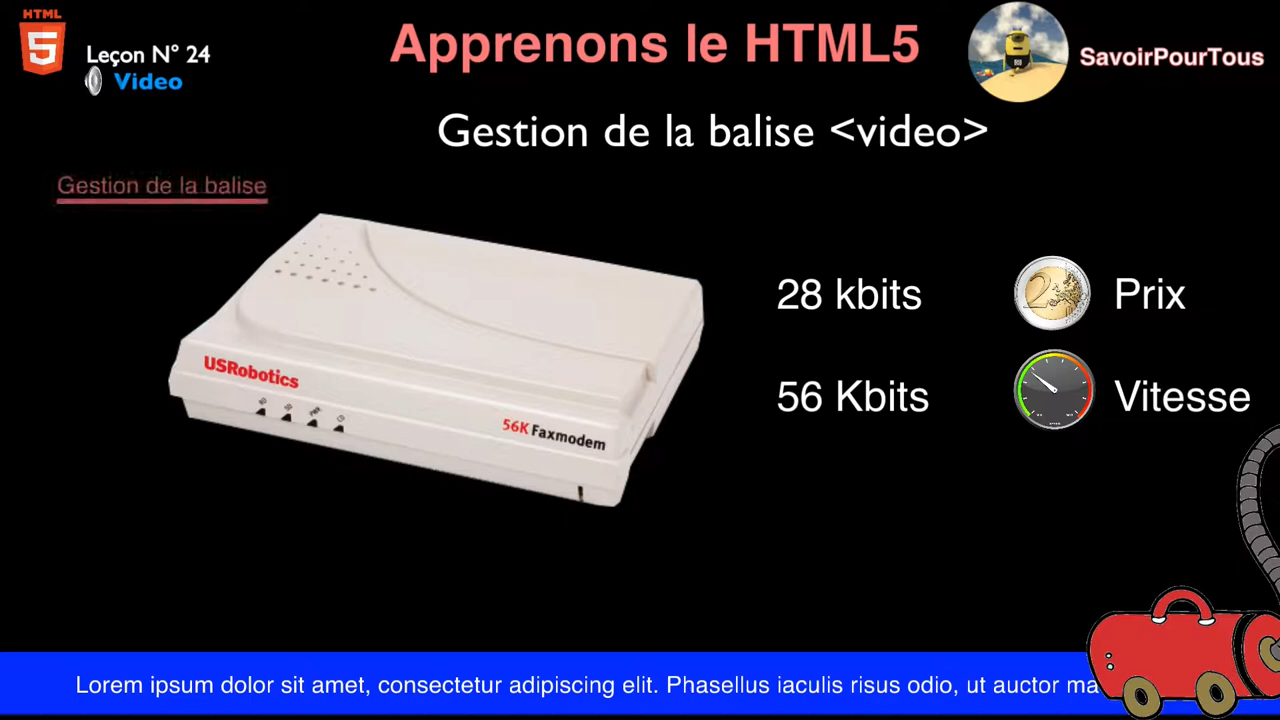 HTML
5
Leçon N° 24
Video
Apprenons le HTML5
SavoirPourTous
Gestion de la balise <video>
Gestion de la balise
USRobotics
56K Faxmodem
28 kbits
2
Prix
56 Kbits
Vitesse
Lorem ipsum dolor sit amet, consectetur adipiscing elit. Phasellus iaculis risus odio, ut auctor ma